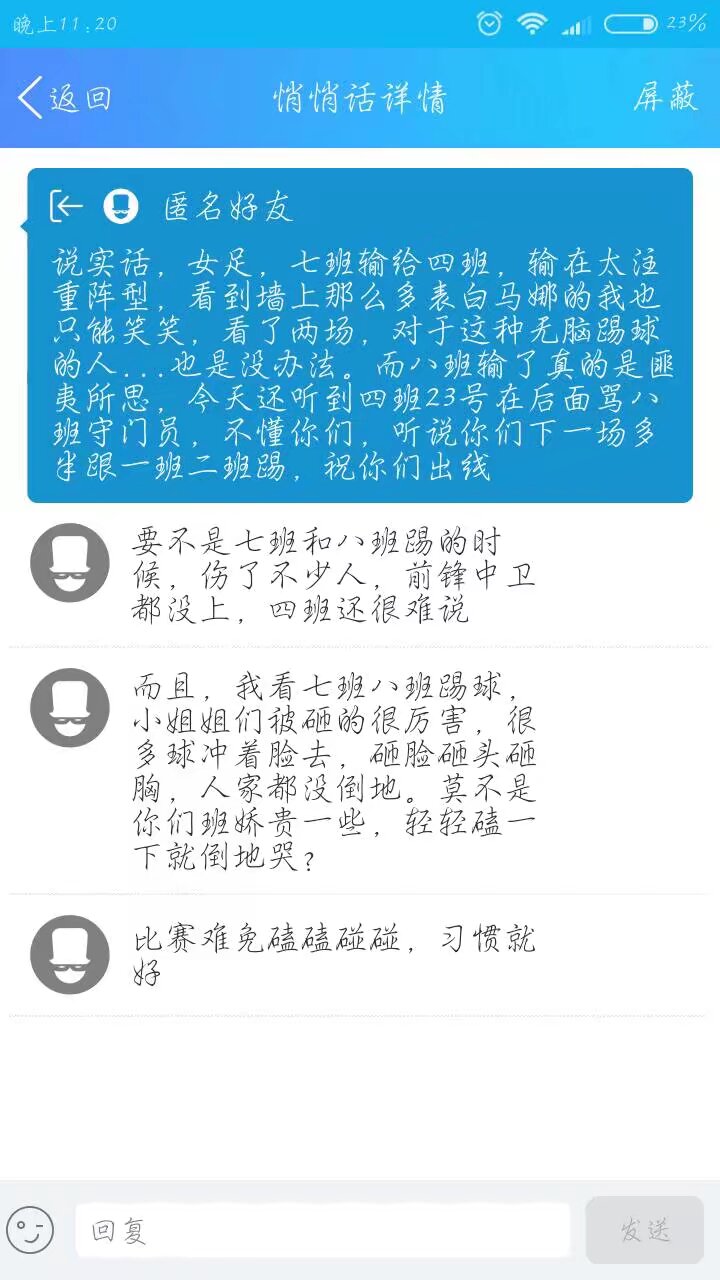 晚上11:20
23%
返回
悄悄话详情
屏蔽
匿名好友
说实话，女足，七班输给四班，输在太注
重阵型，看到墙上那么多表白马娜的我也
只能笑笑，看了两场，对于这种无脑踢球
的人...也是没办法。而八班输了真的是匪
夷所思，今天还听到四班23号在后面骂八
班守门员，不懂你们，听说你们下一场多
半跟一班二班踢，祝你们出线
要不是七班和八班踢的时
候，伤了不少人，前锋中卫
都没上，四班还很难说
而且，我看七班八班踢球，
小姐姐们被砸的很厉害，很
多球冲着脸去，砸脸砸头砸
胸，人家都没倒地。莫不是
你们班娇贵一些，轻轻磕一
下就倒地哭？
比赛难免磕磕碰碰，习惯就
好
回复
发送